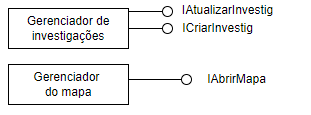 Gerenciador de
investigações
IAtualizarInvestig
ICriarInvestig
Gerenciador
do mapa
IAbrirMapa